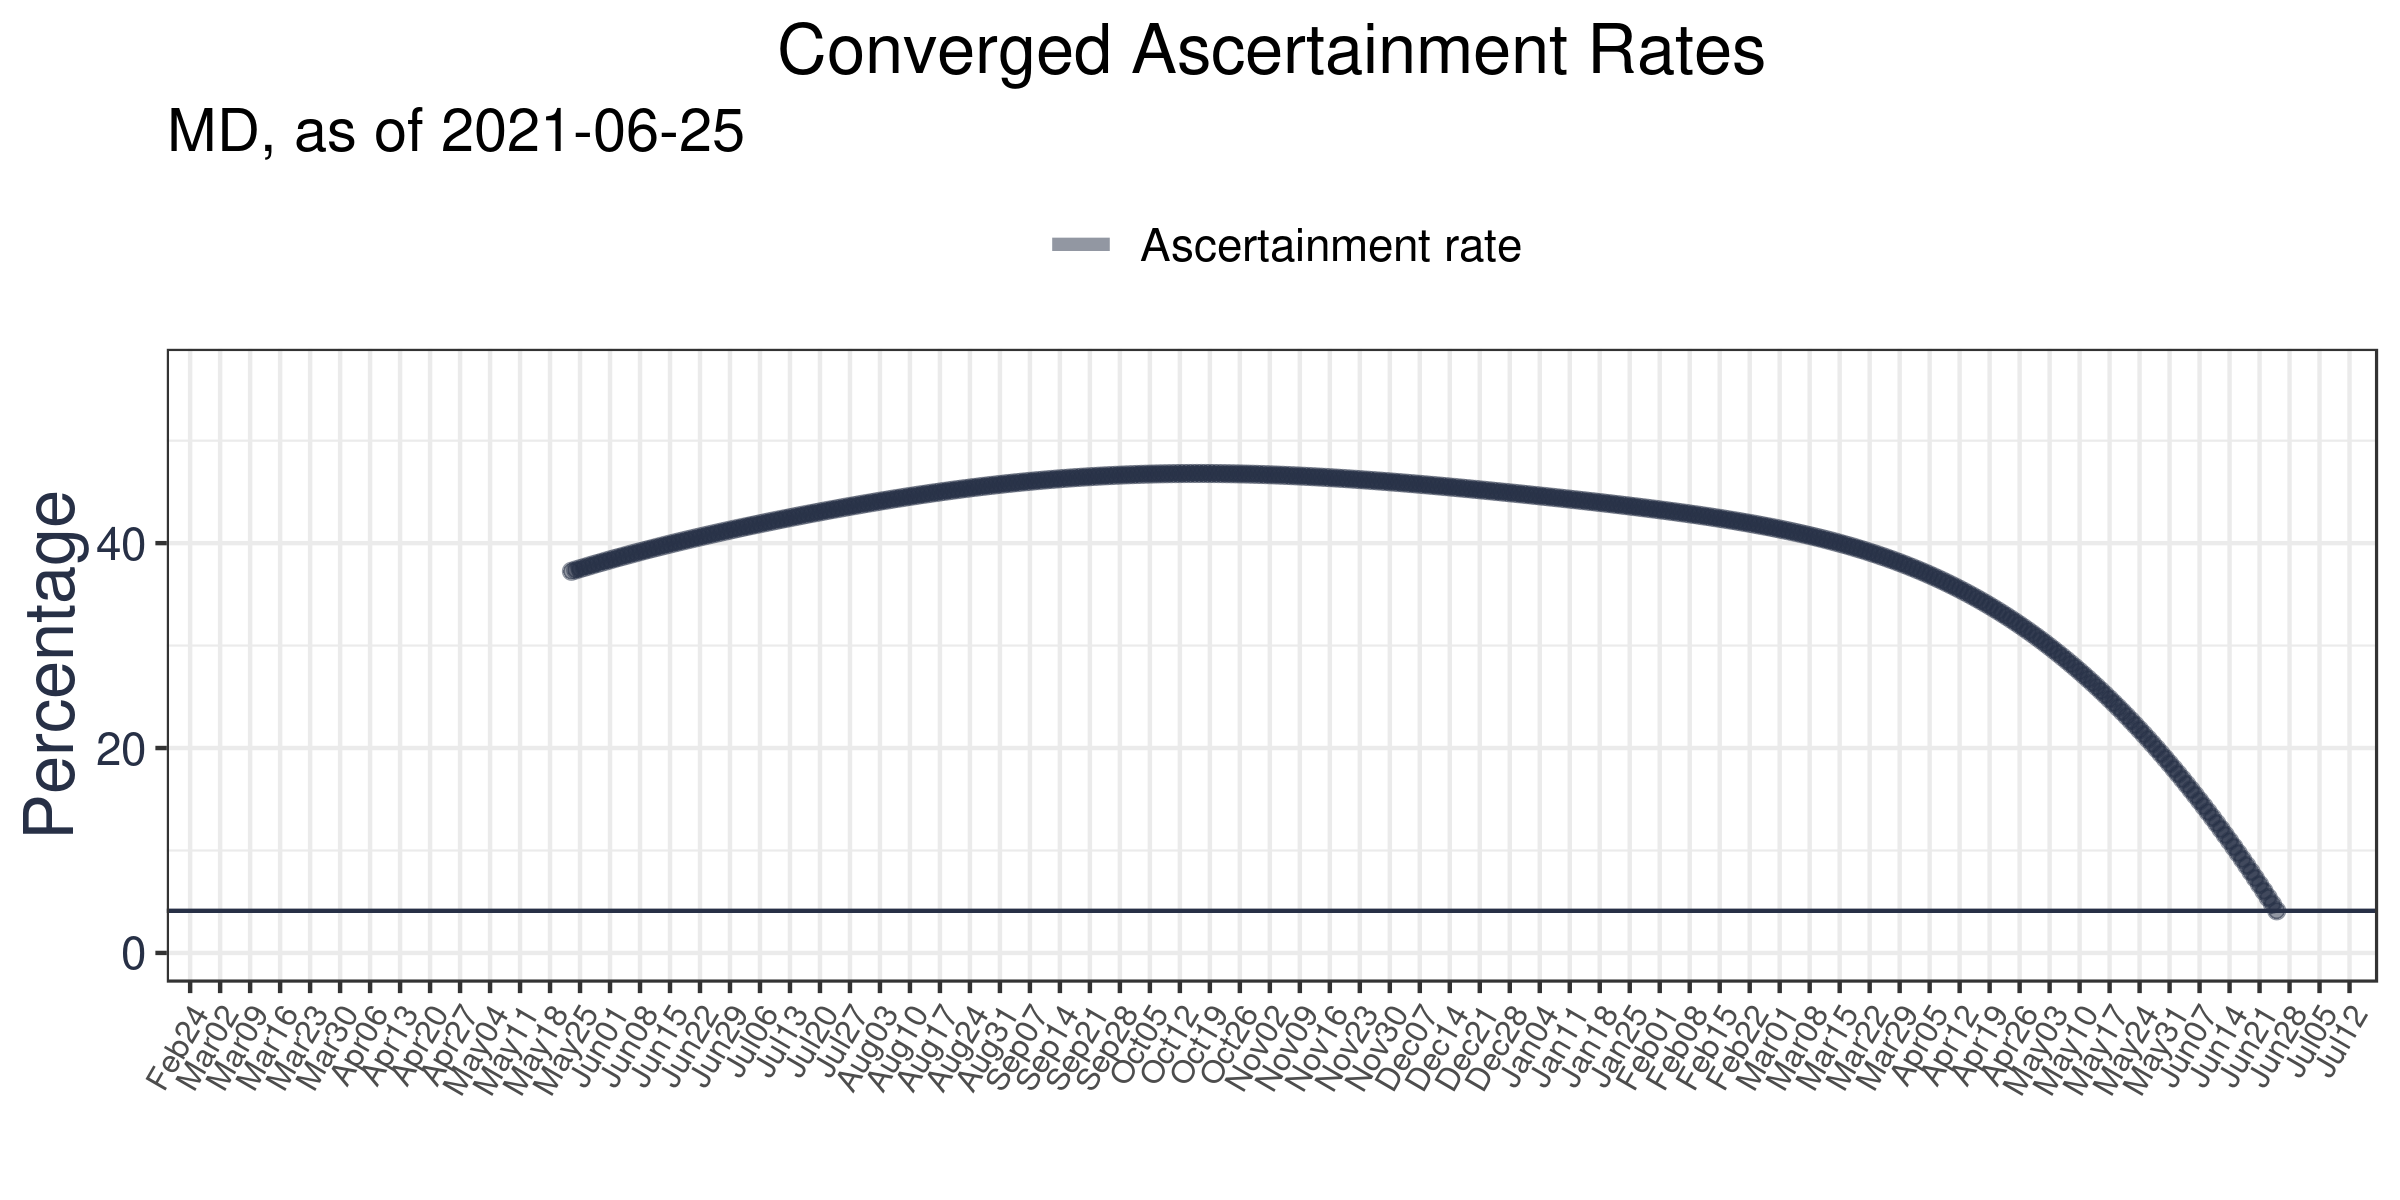 Converged Ascertainment Rates
MD, as of 2021-06-25
Ascertainment rate
Percentage
40
20
0
Feb24
Mar02
Mar09
Mar16
Mar23
Mar30
Apr06
Apr13
Apr20
Apr27
May04
May11
May18
May25
Jun01
Jun08
Jun15
Jun22
Jun29
Jul06
Jul13
Jul20
Jul27
Aug03
Aug10
Aug17
Aug24
Aug31
Sep07
Sep14
Sep21
Sep28
Oct05
Oct12
Oct19
Oct26
Nov02
Nov09
Nov16
Nov23
Nov30
Dec07
Dec14
Dec21
Dec28
Jan04
Jan11
Jan18
Jan25
Feb01
Feb08
Feb15
Feb22
Mar01
Mar08
Mar15
Mar22
Mar29
Apr05
Apr12
Apr19
Apr26
May03
May10
May17
May24
May31
Jun07
Jun14
Jun21
Jun28
Jul05
Jul12